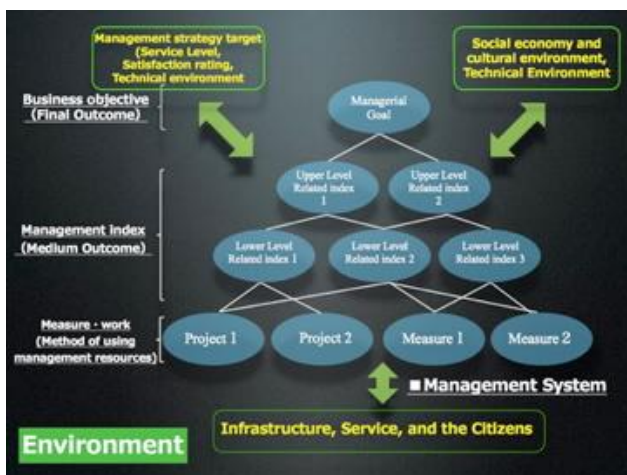 Management strategy target
(Service Level,
Satisfaction rating,
Technical environment
Social economy and
cultural environment,
Technical Environment
Business objective
(Final Outcome)
Managerial
Goal
Upper Level
Related index
1
Upper Level
Related index
2
Management index
(Medium Outcome)
Lower Level
Related index 1
Lower Level
Related index 2
Lower Level
Related index 3
Measure・work
(Method of using
management resources)
Project 1
Project 2
Measure 1
Measure 2
■Management System
Infrastructure, Service, and the Citizens
Environment